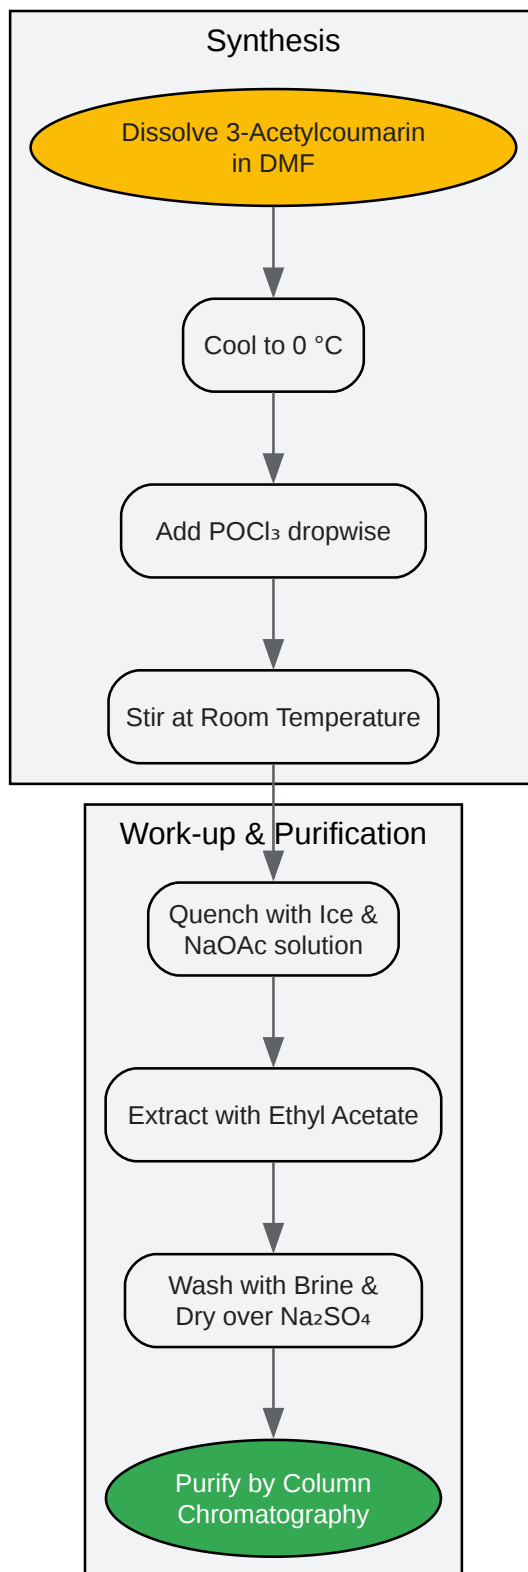 Synthesis
Dissolve 3-Acetylcoumarin
in DMF
Cool to 0 °C
Add POCl₃ dropwise
Stir at Room Temperature
Work-up & Purification
Quench with Ice &
NaOAc solution
Extract with Ethyl Acetate
Wash with Brine &
Dry over Na₂SO₄
Purify by Column
Chromatography